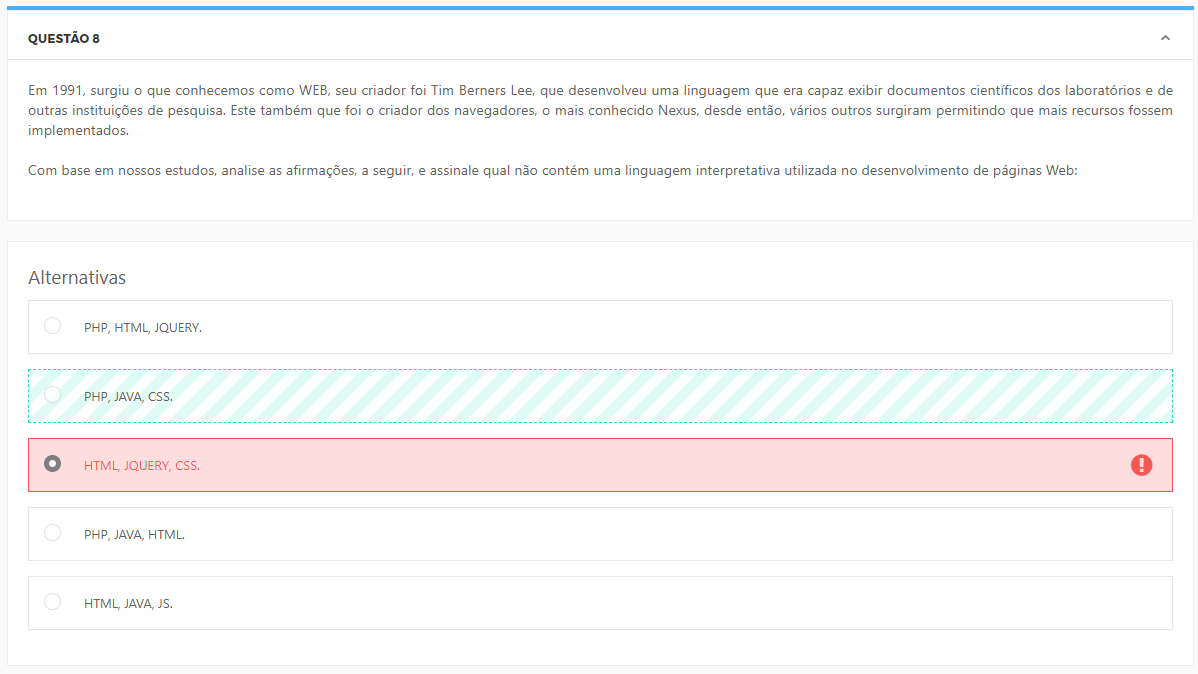 QUESTÃO 8
Em 1991, surgiu o que conhecemos como WEB, seu criador foi Tim Berners Lee, que desenvolveu uma linguagem que era capaz exibir documentos científicos dos laboratórios e de
outras instituições de pesquisa. Este também que foi o criador dos navegadores, o mais conhecido Nexus, desde então, vários outros surgiram permitindo que mais recursos fossem
implementados.
Com base em nossos estudos, analise as afirmações, a seguir, e assinale qual não contém uma linguagem interpretativa utilizada no desenvolvimento de páginas Web:
Alternativas
PHP, HTML, JQUERY.
PHP, JAVA, CSS.
HTML, JQUERY, CSS.
PHP, JAVA, HTML.
HTML, JAVA, JS.